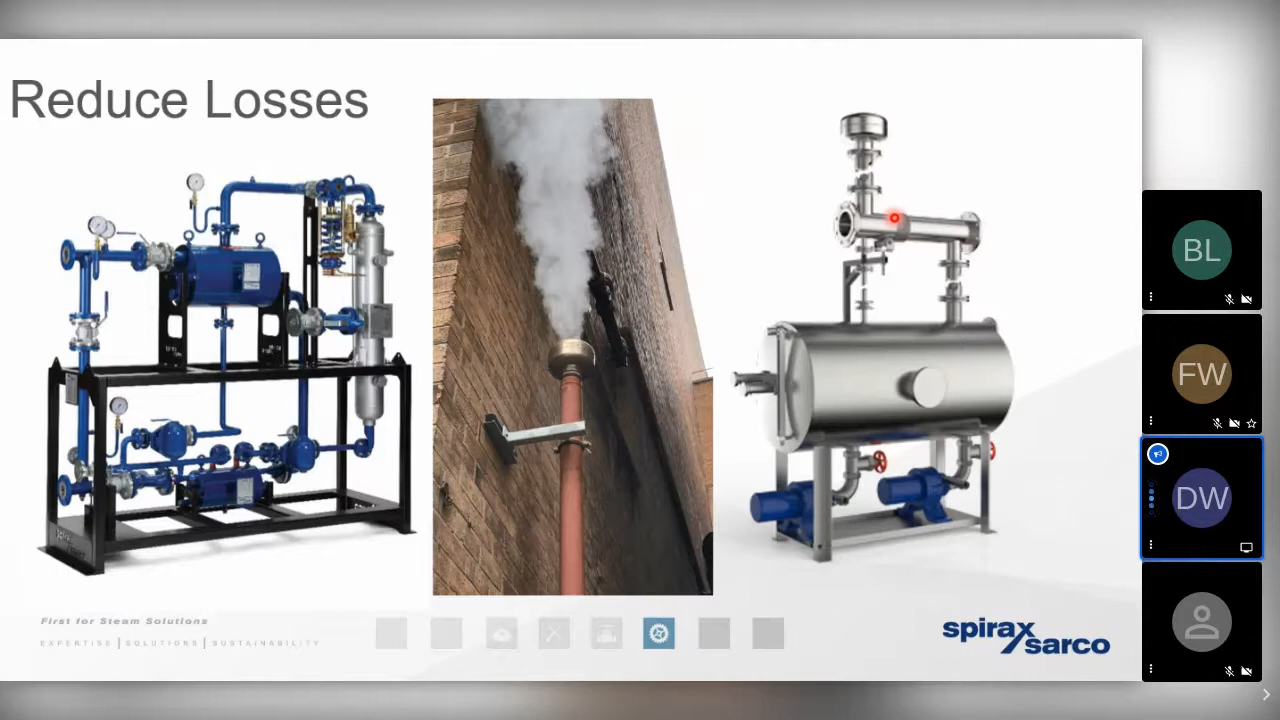 Reduce Losses
First for Steam Solutions
EXPERTISE | SOLUTIONS | SUSTAINABILITY
spirax
sarco
BL
FW
DW